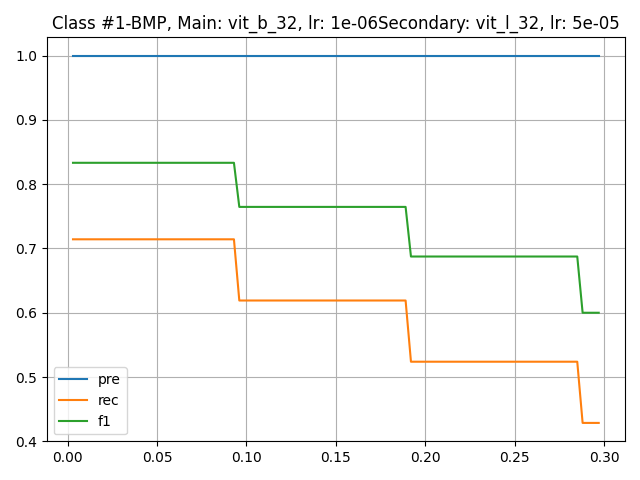 Class #1-BMP, Main: vit_b_32, lr: 1e-06Secondary: vit_l_32, lr: 5e-05
1.0
0.9
0.8
0.7
0.6
0.5
0.4
pre
rec
f1
0.00 0.05 0.10 0.15 0.20 0.25 0.30